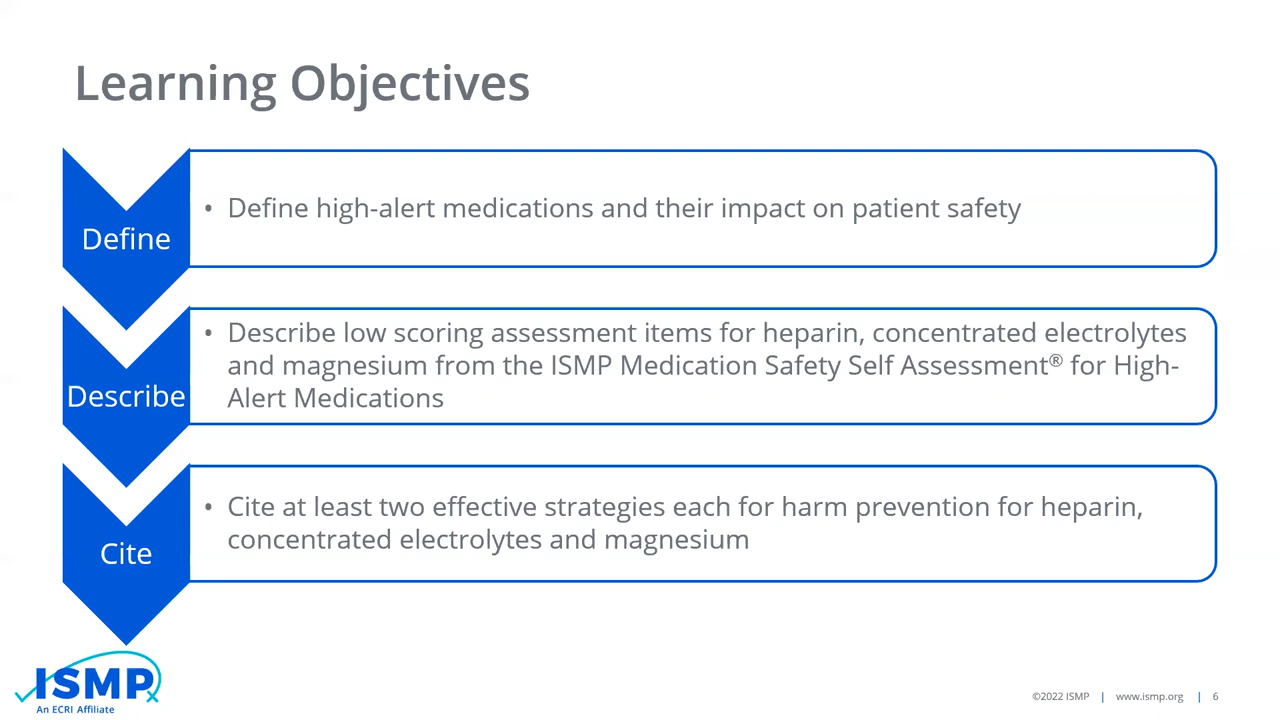 Learning Objectives
Define
• Define high-alert medications and their impact on patient safety
Describe
• Describe low scoring assessment items for heparin, concentrated electrolytes
and magnesium from the ISMP Medication Safety Self Assessment® for High-
Alert Medications
Cite
• Cite at least two effective strategies each for harm prevention for heparin,
concentrated electrolytes and magnesium
ISMP
An ECRI Affiliate
©2022 ISMP | www.ismp.org | 6